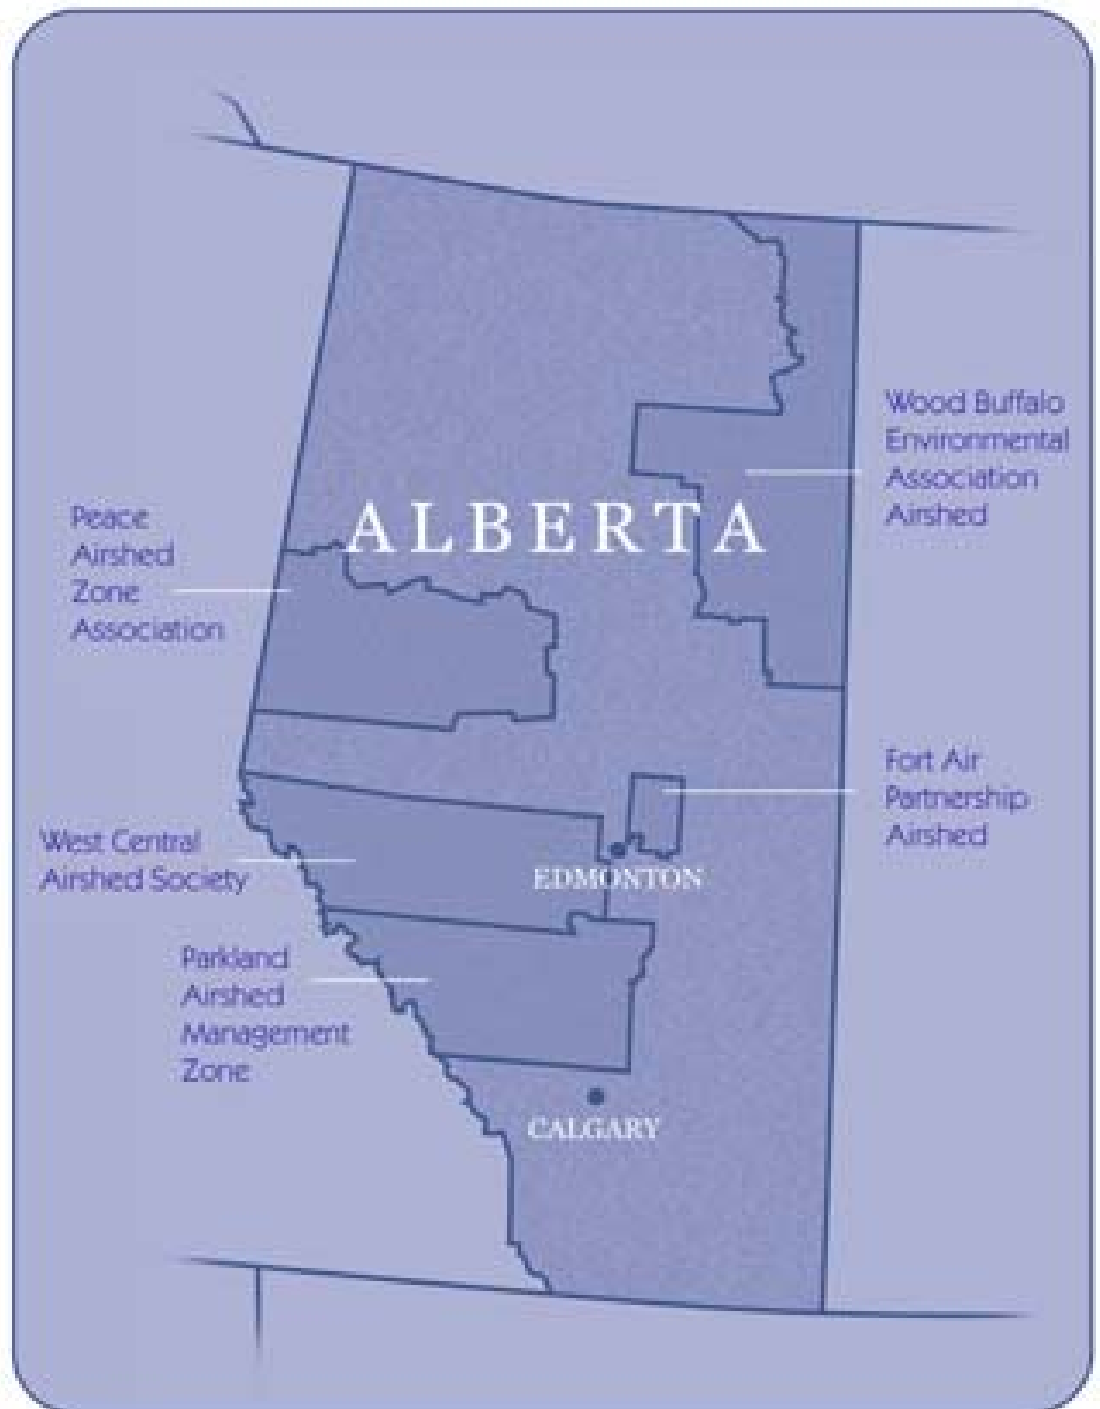 Wood Buffalo
Environmental
Association
Airshed
ALBERTA
Peace
Airshed
Zone
Association
Fort Air
Partnership
Airshed
West Central
Airshed Society
EDMONTON
Parkland
Airshed
Management
Zone
CALGARY